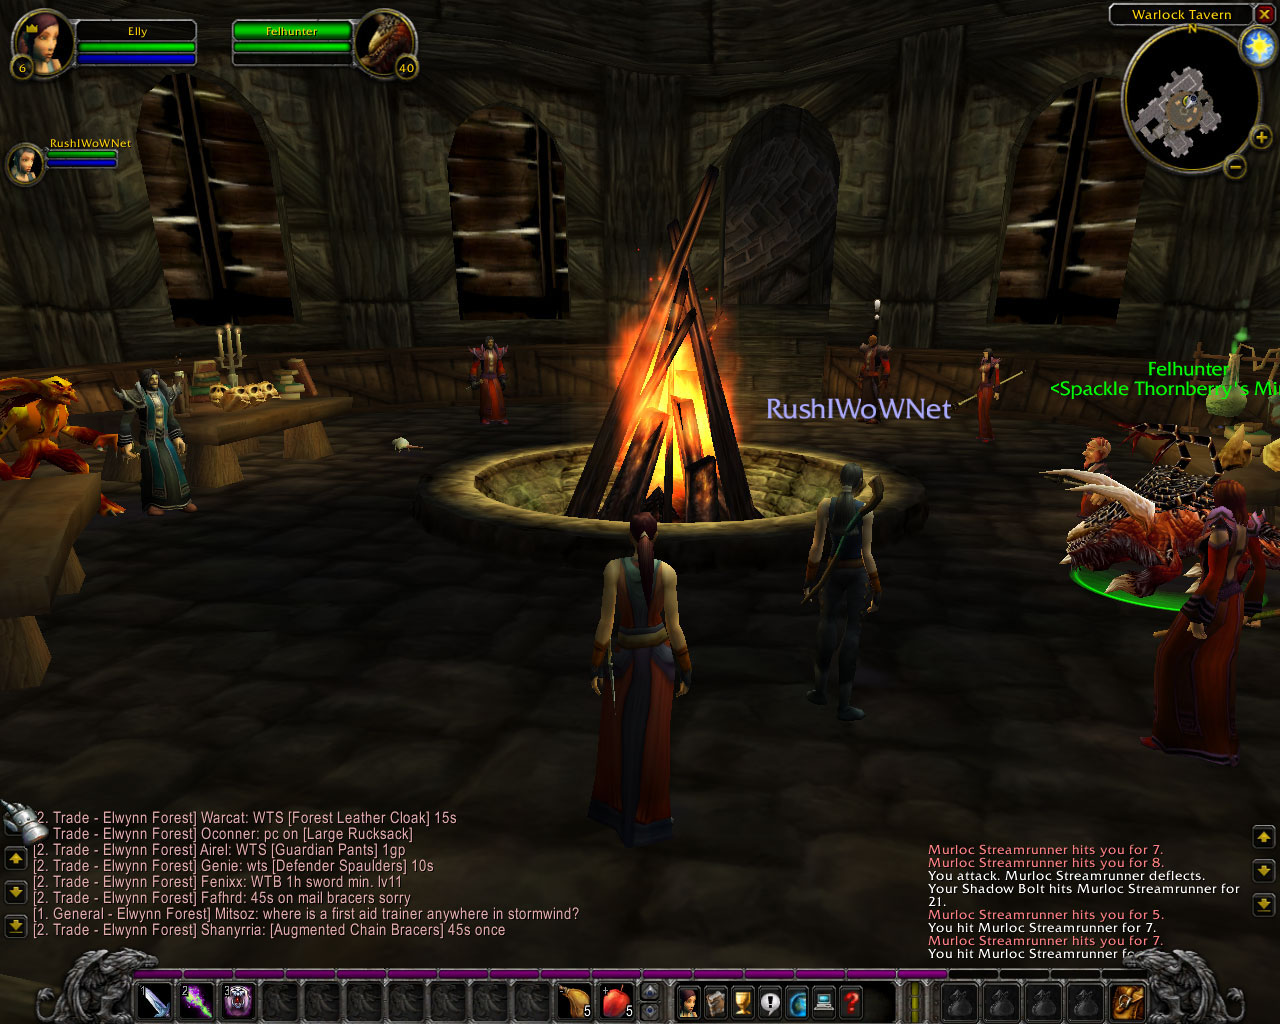 Elly
6
Felhunter
40
RushIWoWNet
Warlock Tavern
N
RushIWoWNet
Felhunter
<Spackle Thornberry's Mi
2. Trade - Elwynn Forest] Warcat: WTS [Forest Leather Cloak] 15s
Trade - Elwynn Forest] Oconner: pc on [Large Rucksack]
[2. Trade - Elwynn Forest] Airel: WTS [Guardian Pants] 1gp
[2. Trade - Elwynn Forest] Genie: wts [Defender Spaulders] 10s
[2. Trade - Elwynn Forest] Fenixx: WTB 1h sword min. lv11
[2. Trade - Elwynn Forest] Fafhrd: 45s on mail bracers sorry
[1. General - Elwynn Forest] Mitsoz: where is a first aid trainer anywhere in stormwind?
[2. Trade - Elwynn Forest] Shanyrria: [Augmented Chain Bracers] 45s once
Murloc Streamrunner hits you for 7.
Murloc Streamrunner hits you for 8.
You attack. Murloc Streamrunner deflects.
Your Shadow Bolt hits Murloc Streamrunner for
21.
Murloc Streamrunner hits you for 5.
You hit Murloc Streamrunner for 7.
Murloc Streamrunner hits you for 7.
You hit Murloc Streamrunner fo
1 2 3 5 + 5